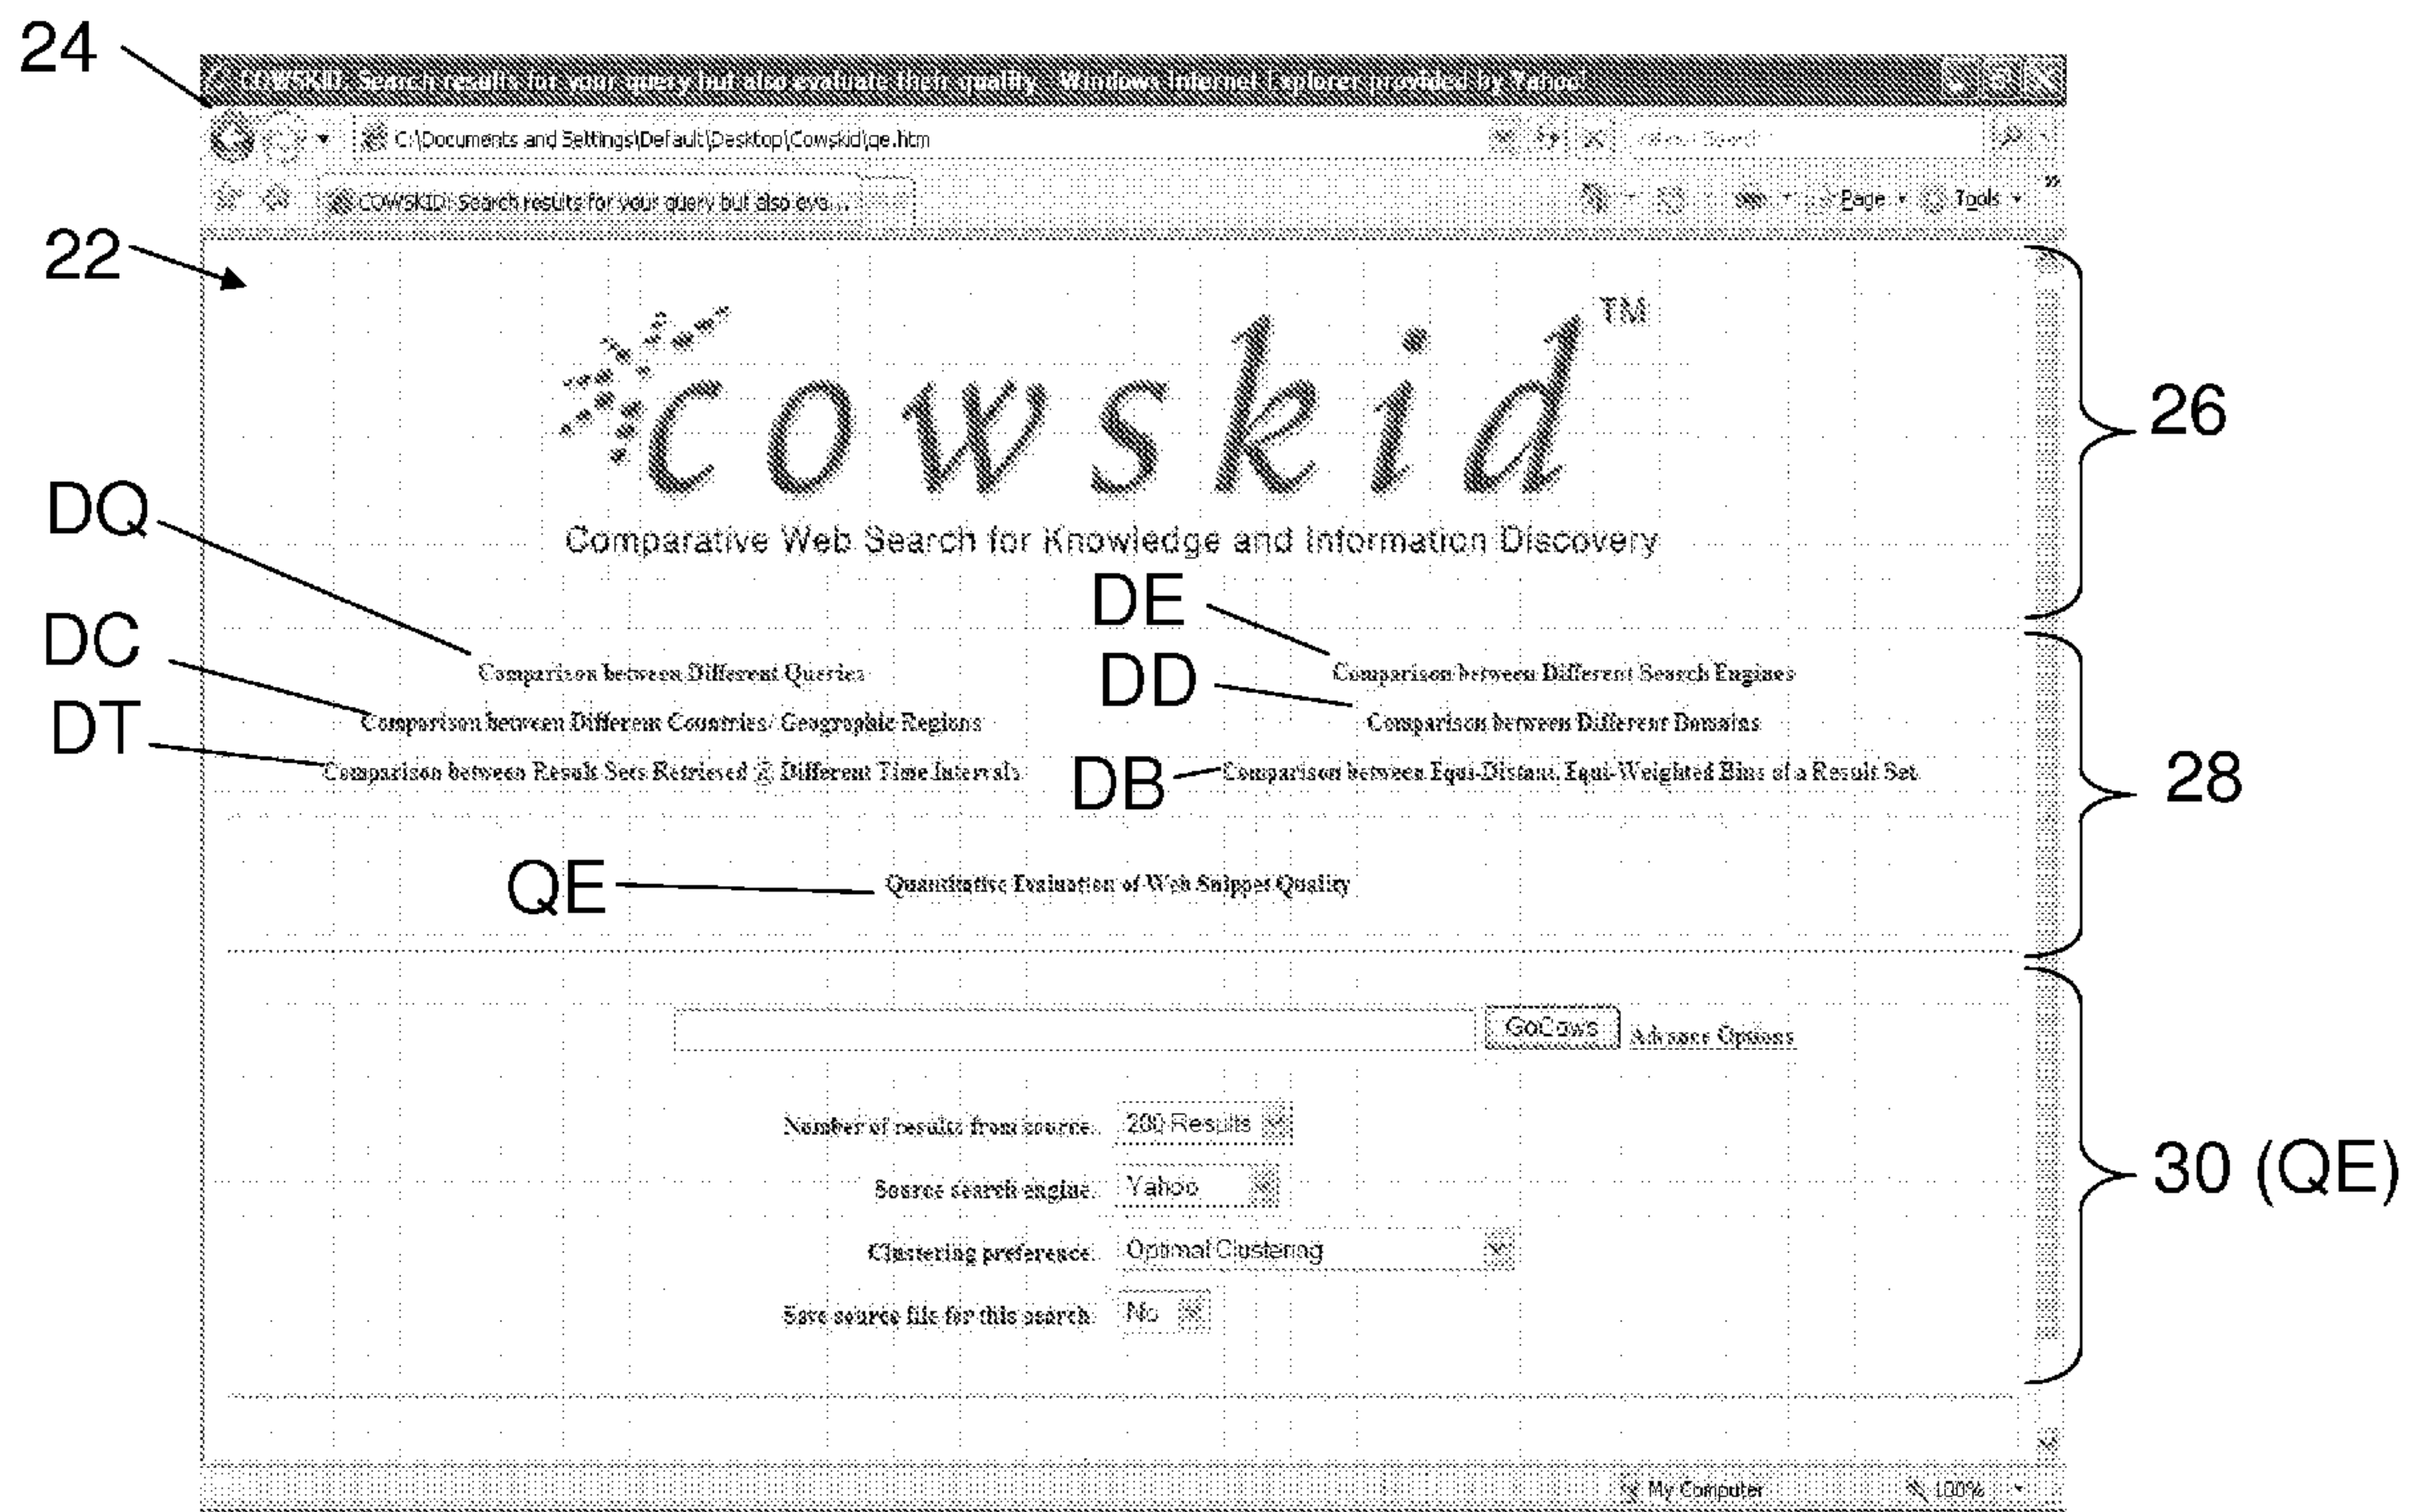 24
COWSKID: Search results for your query but also evaluate their quality - Windows Internet Explorer provided by Yahoo!
C:\Documents and Settings\Default\Desktop\Cowskid\qe.htm
COWSKID: Search results for your query but also eva...
Page Tools
22
cowskid TM
26
Comparative Web Search for Knowledge and Information Discovery
DQ
DE
DC
Comparison between Different Queries
DD
Comparison between Different Search Engines
DT
Comparison between Different Countries/ Geographic Regions
Comparison between Different Domains
Comparison between Result Sets Retrieved @ Different Time Intervals
DB
Comparison between Equi-Distant, Equi-Weighted Bins of a Result Set
28
QE
Quantitative Evaluation of Web Snippet Quality
GoCows Advance Options
Number of results from source: 200 Results
Source search engine: Yahoo
30 (QE)
Clustering preference: Optimal Clustering
Save source file for this search: No
My Computer 100%